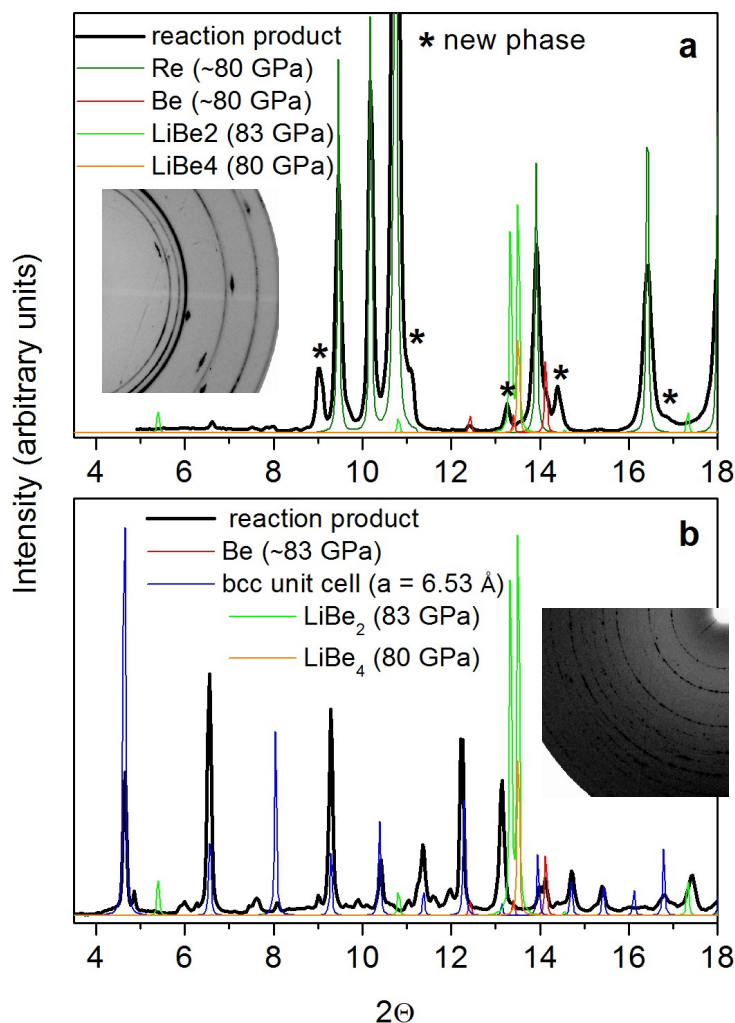 reaction product
* new phase
a
Re (~80 GPa)
Be (~80 GPa)
LiBe2 (83 GPa)
LiBe4 (80 GPa)
*
*
*
*
*
4 6 8 10 12 14 16 18
Intensity (arbitrary units)
reaction product
b
Be (~83 GPa)
bcc unit cell (a = 6.53 Å)
LiBe₂ (83 GPa)
LiBe₄ (80 GPa)
4 6 8 10 12 14 16 18
2Θ